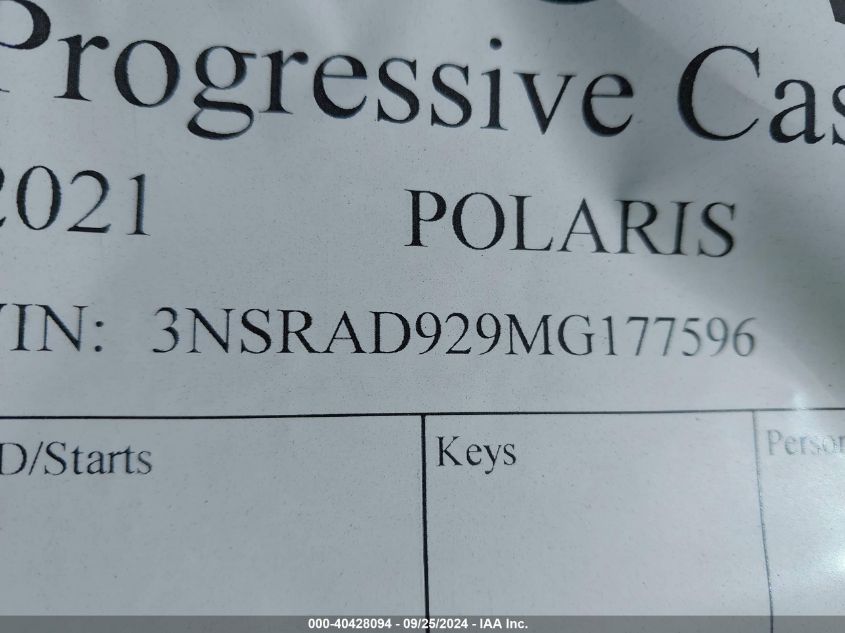 Progressive Cas
2021 POLARIS
VIN: 3NSRAD929MG177596
D/Starts Keys Person
000-40428094 - 09/25/2024 - IAA Inc.